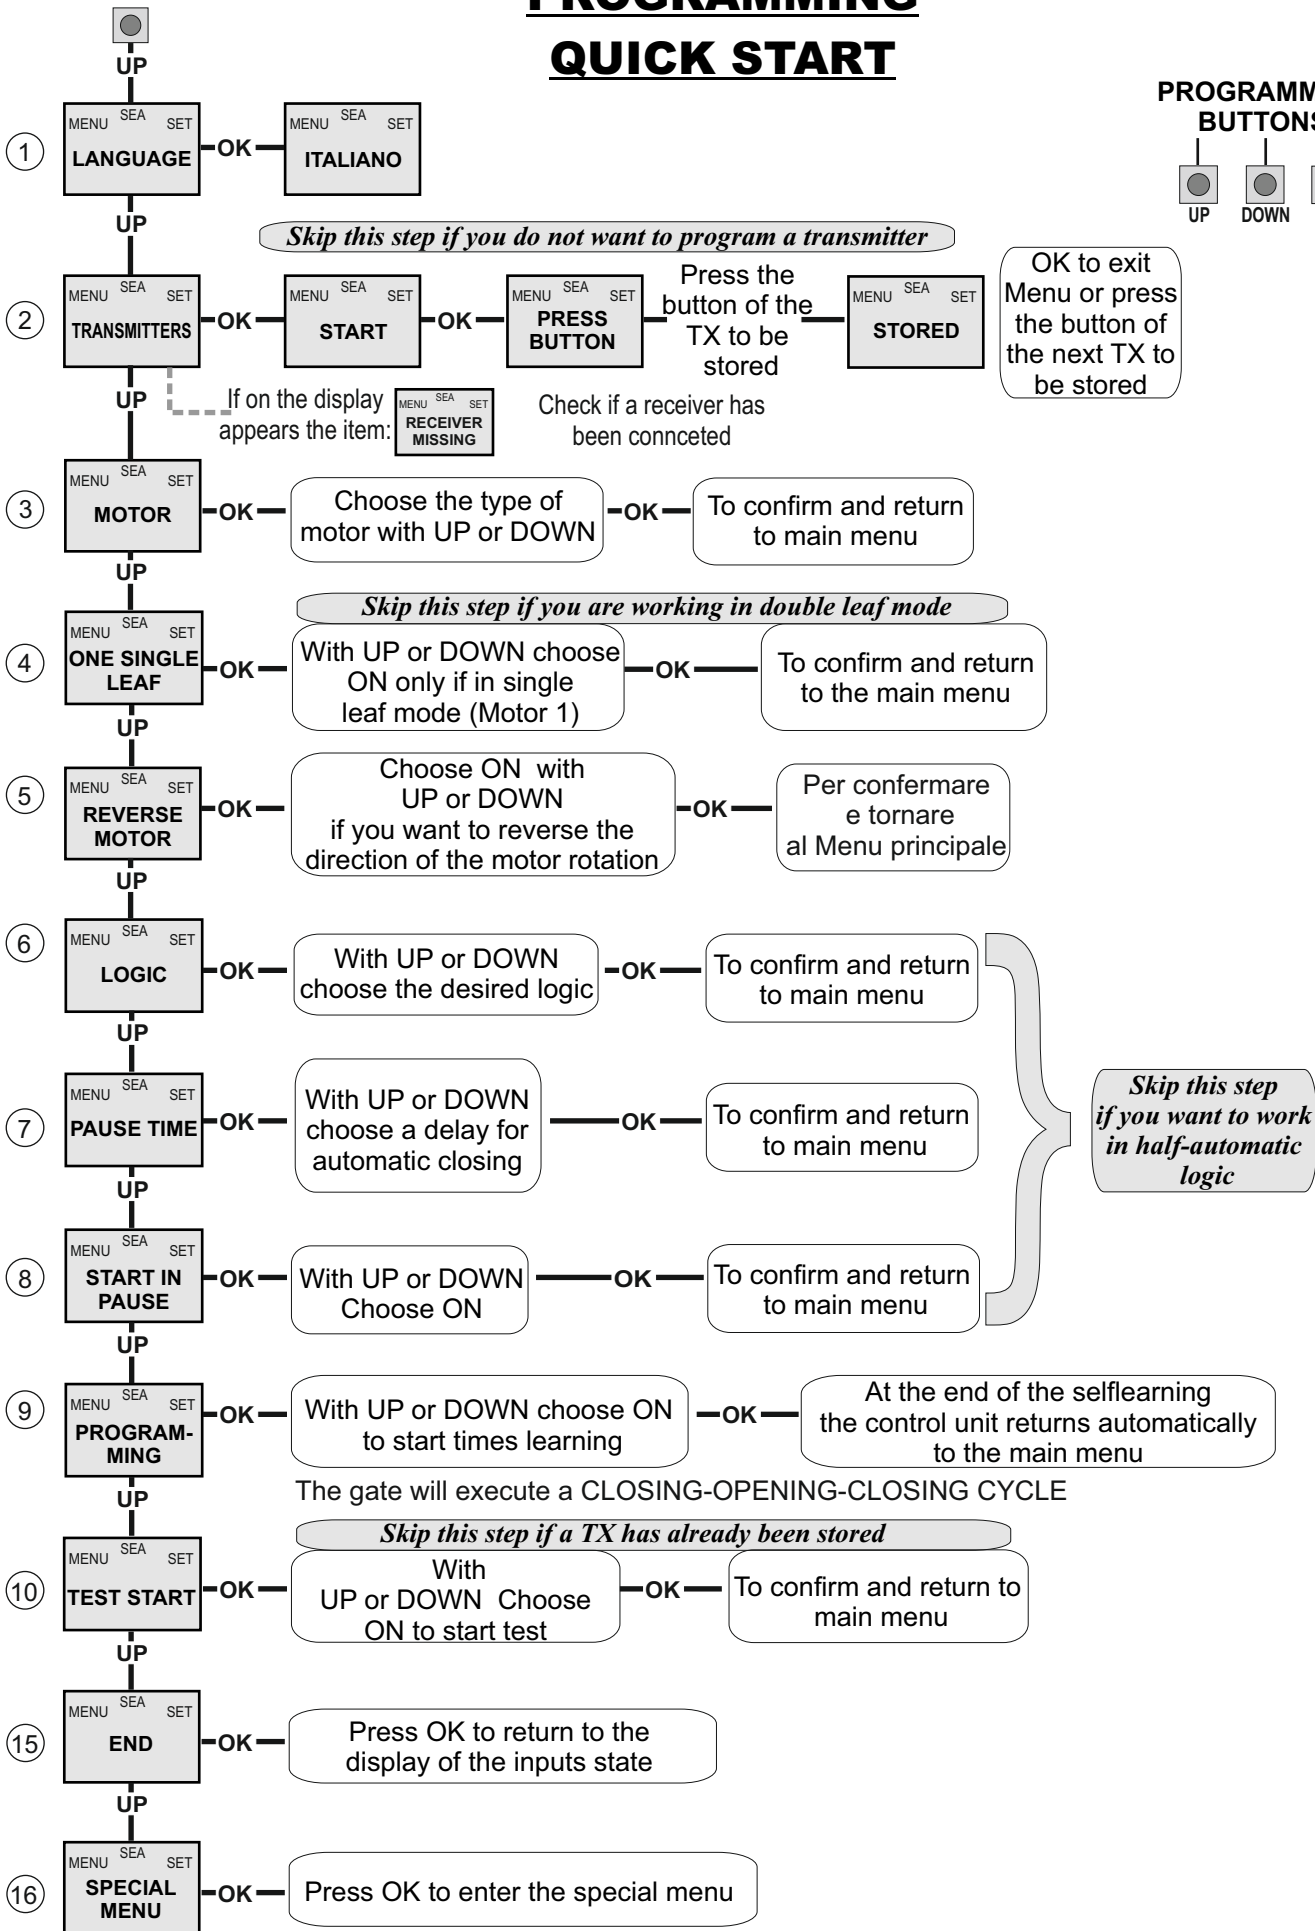 PROGRAMMING
QUICK START
UP
PROGRAMM
BUTTONS
UP DOWN
1
MENU SEA SET
LANGUAGE
OK
MENU SEA SET
ITALIANO
UP
Skip this step if you do not want to program a transmitter
2
MENU SEA SET
TRANSMITTERS
OK
MENU SEA SET
START
OK
MENU SEA SET
PRESS
BUTTON
Press the
button of the
TX to be
stored
MENU SEA SET
STORED
OK to exit
Menu or press
the button of
the next TX to
be stored
UP
If on the display
appears the item:
MENU SEA SET
RECEIVER
MISSING
Check if a receiver has
been connceted
3
MENU SEA SET
MOTOR
OK
Choose the type of
motor with UP or DOWN
OK
To confirm and return
to main menu
UP
Skip this step if you are working in double leaf mode
4
MENU SEA SET
ONE SINGLE
LEAF
OK
With UP or DOWN choose
ON only if in single
leaf mode (Motor 1)
OK
To confirm and return
to the main menu
UP
5
MENU SEA SET
REVERSE
MOTOR
OK
Choose ON with
UP or DOWN
if you want to reverse the
direction of the motor rotation
OK
Per confermare
e tornare
al Menu principale
UP
6
MENU SEA SET
LOGIC
OK
With UP or DOWN
choose the desired logic
OK
To confirm and return
to main menu
UP
7
MENU SEA SET
PAUSE TIME
OK
With UP or DOWN
choose a delay for
automatic closing
OK
To confirm and return
to main menu
Skip this step
if you want to work
in half-automatic
logic
UP
8
MENU SEA SET
START IN
PAUSE
OK
With UP or DOWN
Choose ON
OK
To confirm and return
to main menu
UP
9
MENU SEA SET
PROGRAM-
MING
OK
With UP or DOWN choose ON
to start times learning
OK
At the end of the selflearning
the control unit returns automatically
to the main menu
The gate will execute a CLOSING-OPENING-CLOSING CYCLE
UP
Skip this step if a TX has already been stored
10
MENU SEA SET
TEST START
OK
With
UP or DOWN Choose
ON to start test
OK
To confirm and return to
main menu
UP
15
MENU SEA SET
END
OK
Press OK to return to the
display of the inputs state
UP
16
MENU SEA SET
SPECIAL
MENU
OK
Press OK to enter the special menu